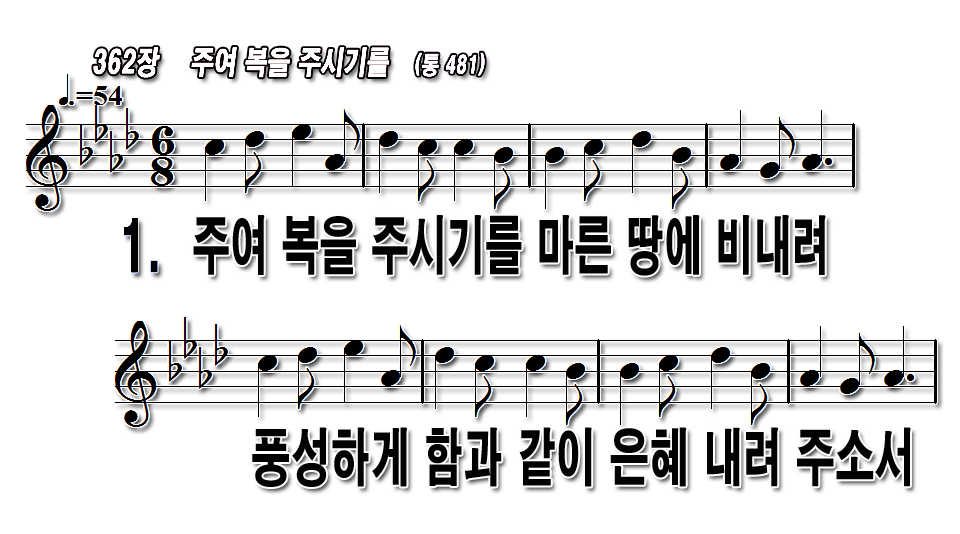 362장 주여 복을 주시기를 (통 481)
♩.=54
6
8
1. 주여 복을 주시기를 마른 땅에 비내려
풍성하게 함과 같이 은혜 내려 주소서